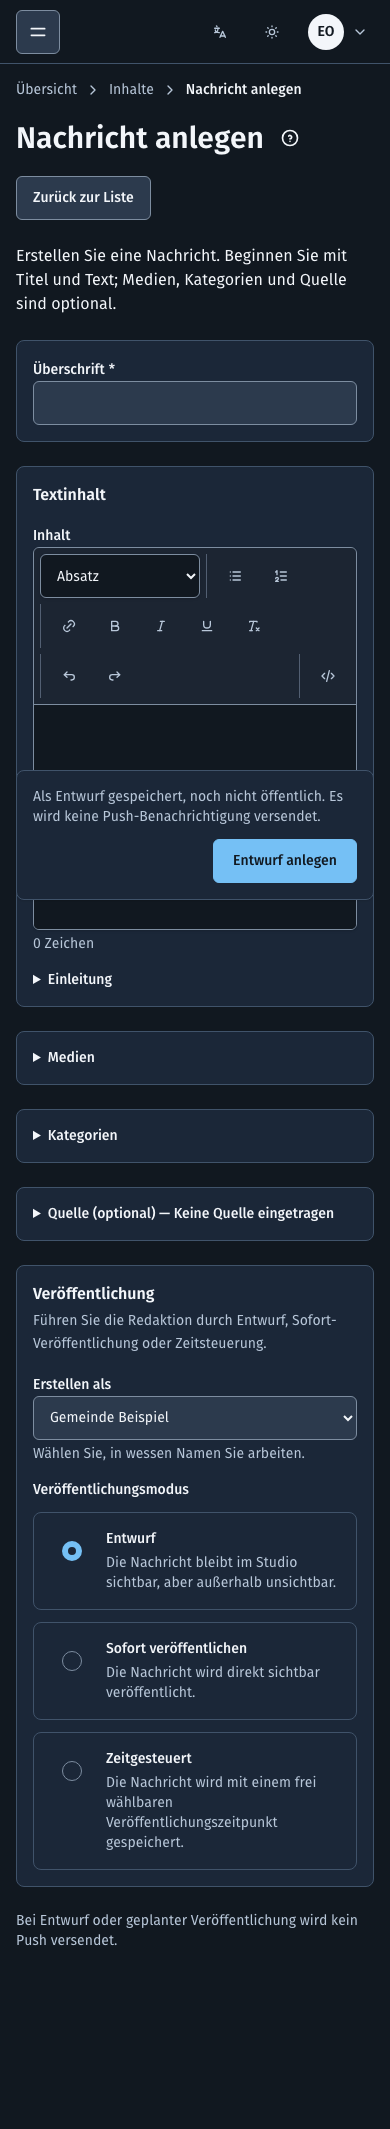 EO
Übersicht > Inhalte > Nachricht anlegen
Nachricht anlegen
Zurück zur Liste
Erstellen Sie eine Nachricht. Beginnen Sie mit
Titel und Text; Medien, Kategorien und Quelle
sind optional.
Überschrift *
Textinhalt
Inhalt
Absatz
Als Entwurf gespeichert, noch nicht öffentlich. Es
wird keine Push-Benachrichtigung versendet.
Entwurf anlegen
0 Zeichen
Einleitung
Medien
Kategorien
Quelle (optional) — Keine Quelle eingetragen
Veröffentlichung
Führen Sie die Redaktion durch Entwurf, Sofort-
Veröffentlichung oder Zeitsteuerung.
Erstellen als
Gemeinde Beispiel
Wählen Sie, in wessen Namen Sie arbeiten.
Veröffentlichungsmodus
Entwurf
Die Nachricht bleibt im Studio
sichtbar, aber außerhalb unsichtbar.
Sofort veröffentlichen
Die Nachricht wird direkt sichtbar
veröffentlicht.
Zeitgesteuert
Die Nachricht wird mit einem frei
wählbaren
Veröffentlichungszeitpunkt
gespeichert.
Bei Entwurf oder geplanter Veröffentlichung wird kein
Push versendet.